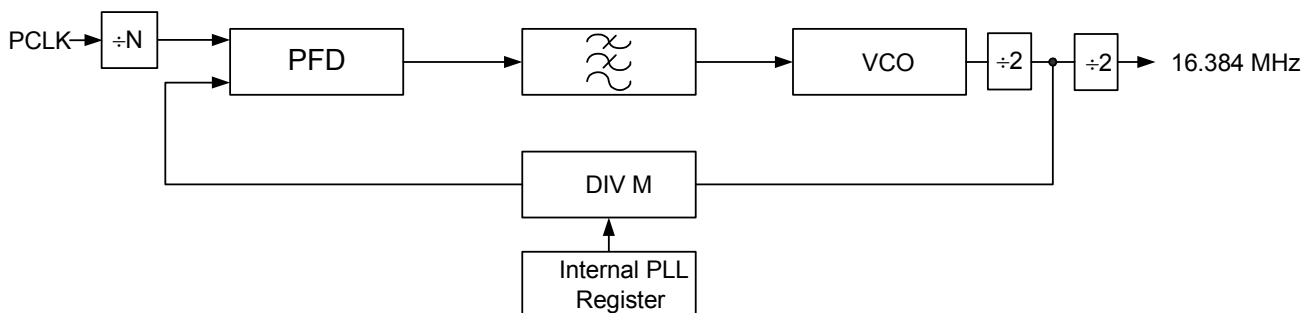 PCLK
÷N
PFD
VCO
÷2
÷2
16.384 MHz
DIV M
Internal PLL
Register